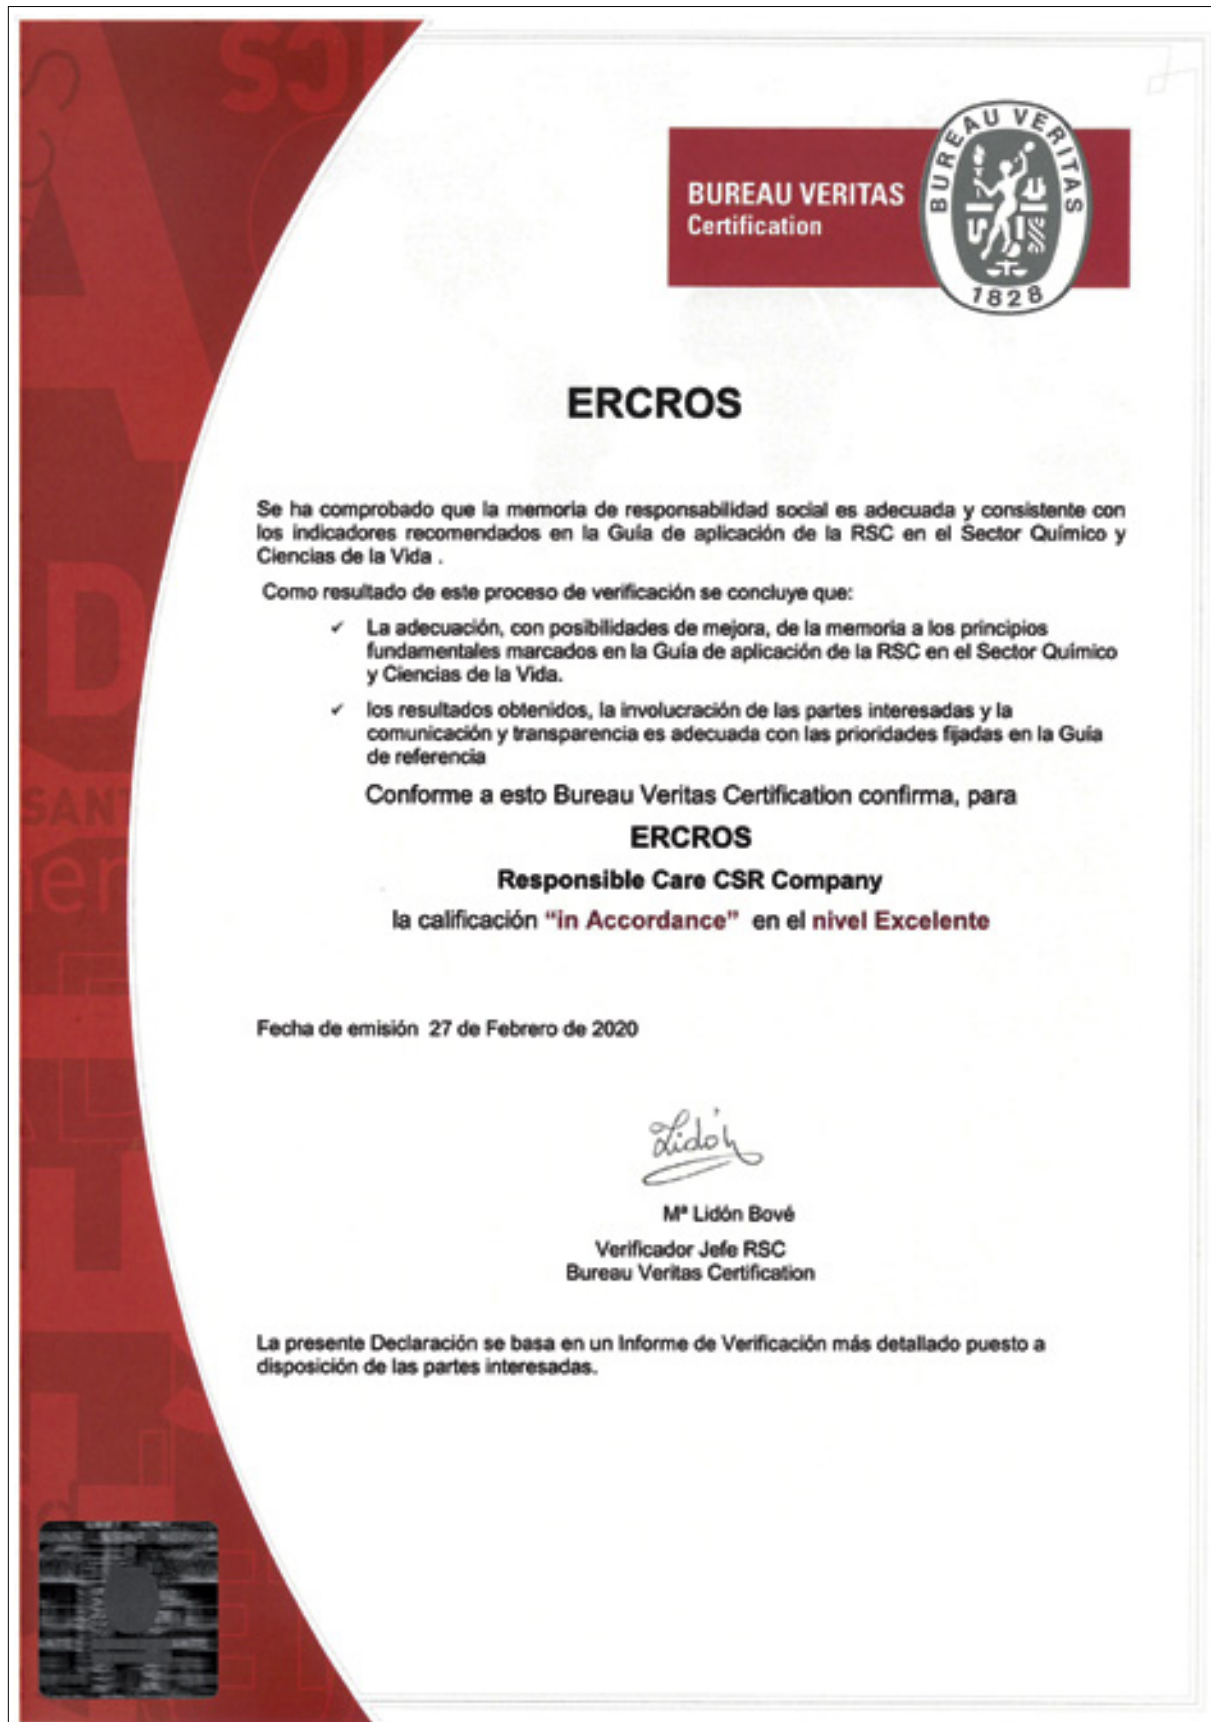 BUREAU VERITAS
Certification
BUREAU VERITAS
1828
ERCROS
Se ha comprobado que la memoria de responsabilidad social es adecuada y consistente con
los indicadores recomendados en la Guía de aplicación de la RSC en el Sector Químico y
Ciencias de la Vida .
Como resultado de este proceso de verificación se concluye que:
✓ La adecuación, con posibilidades de mejora, de la memoria a los principios
fundamentales marcados en la Guía de aplicación de la RSC en el Sector Químico
y Ciencias de la Vida.
✓ los resultados obtenidos, la involucración de las partes interesadas y la
comunicación y transparencia es adecuada con las prioridades fijadas en la Guía
de referencia
Conforme a esto Bureau Veritas Certification confirma, para
ERCROS
Responsible Care CSR Company
la calificación “in Accordance” en el nivel Excelente
Fecha de emisión 27 de Febrero de 2020
Lidón
Mª Lidón Bové
Verificador Jefe RSC
Bureau Veritas Certification
La presente Declaración se basa en un Informe de Verificación más detallado puesto a
disposición de las partes interesadas.